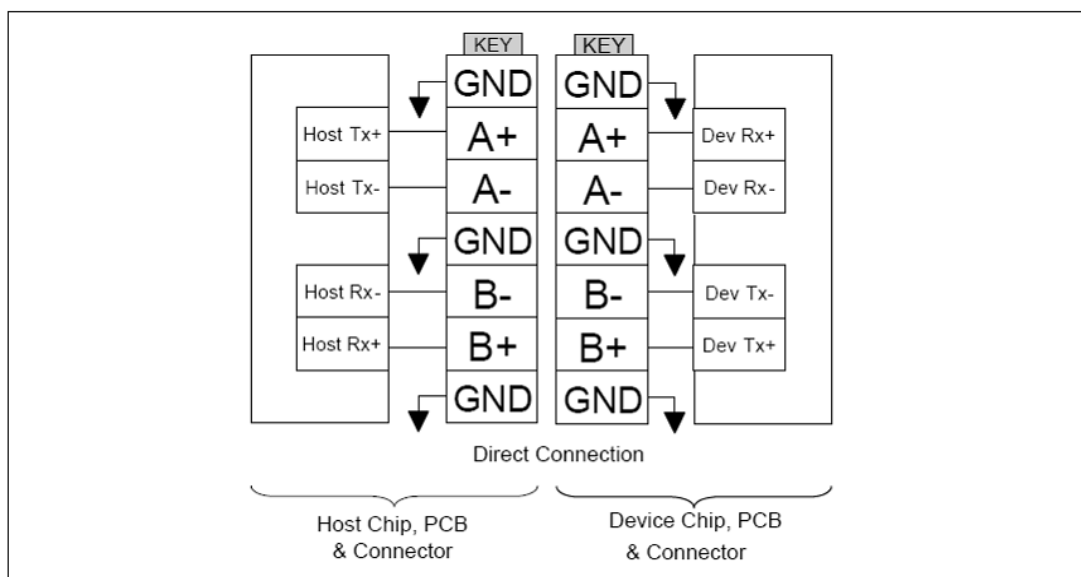 KEY KEY
GND GND
Host Tx+ A+ A+ Dev Rx+
Host Tx- A- A- Dev Rx-
GND GND
Host Rx- B- B- Dev Tx-
Host Rx+ B+ B+ Dev Tx+
GND GND
Direct Connection
Host Chip, PCB
& Connector
Device Chip, PCB
& Connector